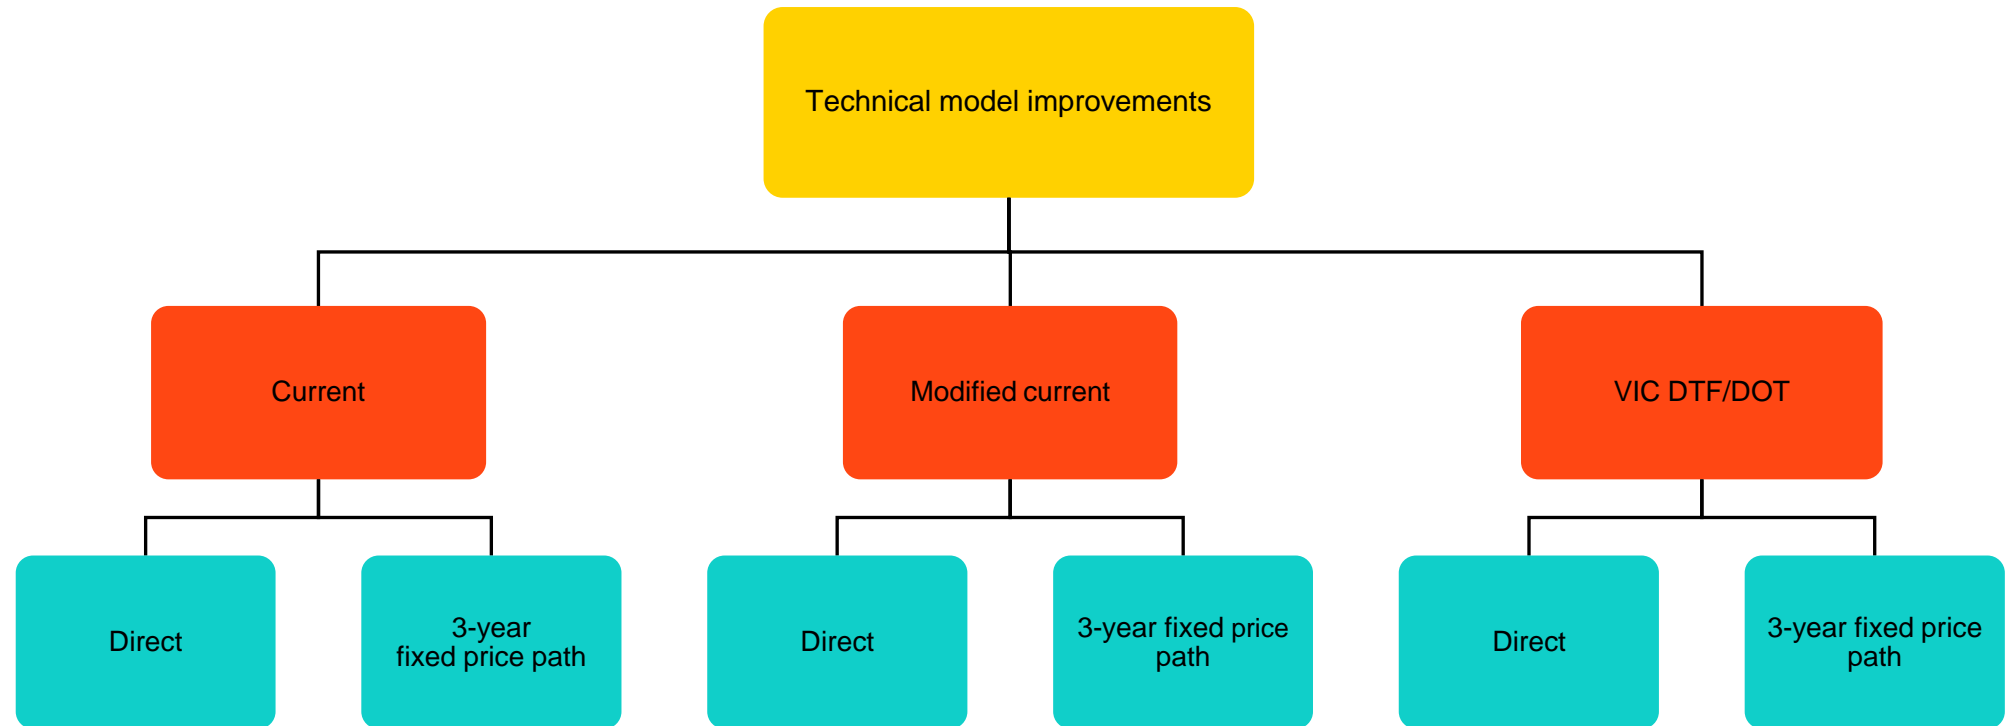 Technical model improvements
Current
Modified current
VIC DTF/DOT
Direct
3-year
fixed price path
Direct
3-year fixed price
path
Direct
3-year fixed price
path